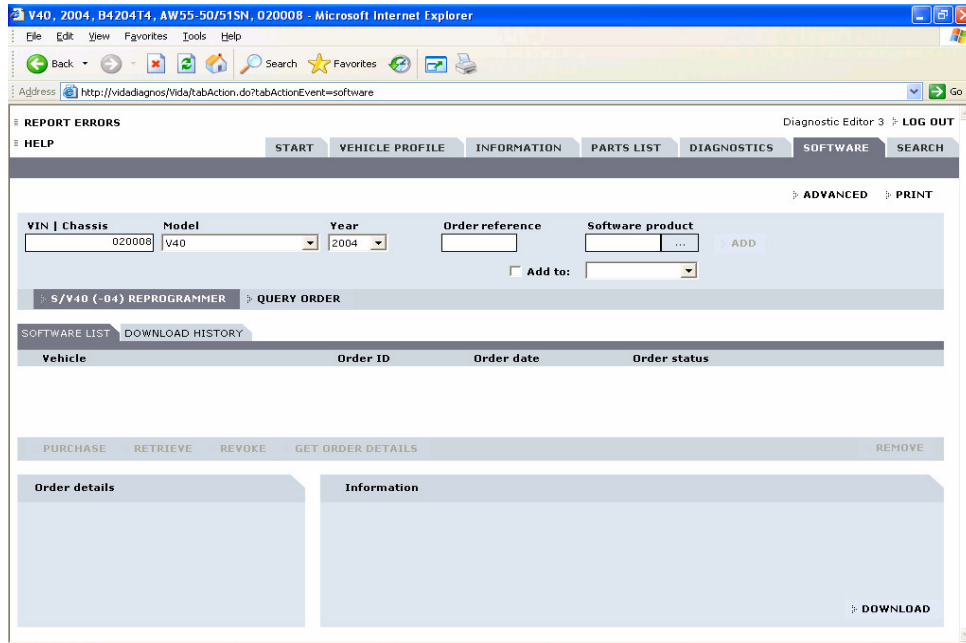 V40, 2004, B4204T4, AW55-50/51SN, 020008 - Microsoft Internet Explorer
File Edit View Favorites Tools Help
Back Search Favorites
Address http://vidadiagnos/Vida/tabAction.do?tabActionEvent=software Go
REPORT ERRORS Diagnostic Editor 3 LOG OUT
HELP
START VEHICLE PROFILE INFORMATION PARTS LIST DIAGNOSTICS SOFTWARE SEARCH
ADVANCED PRINT
VIN | Chassis Model Year Order reference Software product
020008 V40 2004 ... ADD
Add to:
S/V40 (-04) REPROGRAMMER QUERY ORDER
SOFTWARE LIST DOWNLOAD HISTORY
Vehicle Order ID Order date Order status
PURCHASE RETRIEVE REVOKE GET ORDER DETAILS REMOVE
Order details Information
DOWNLOAD